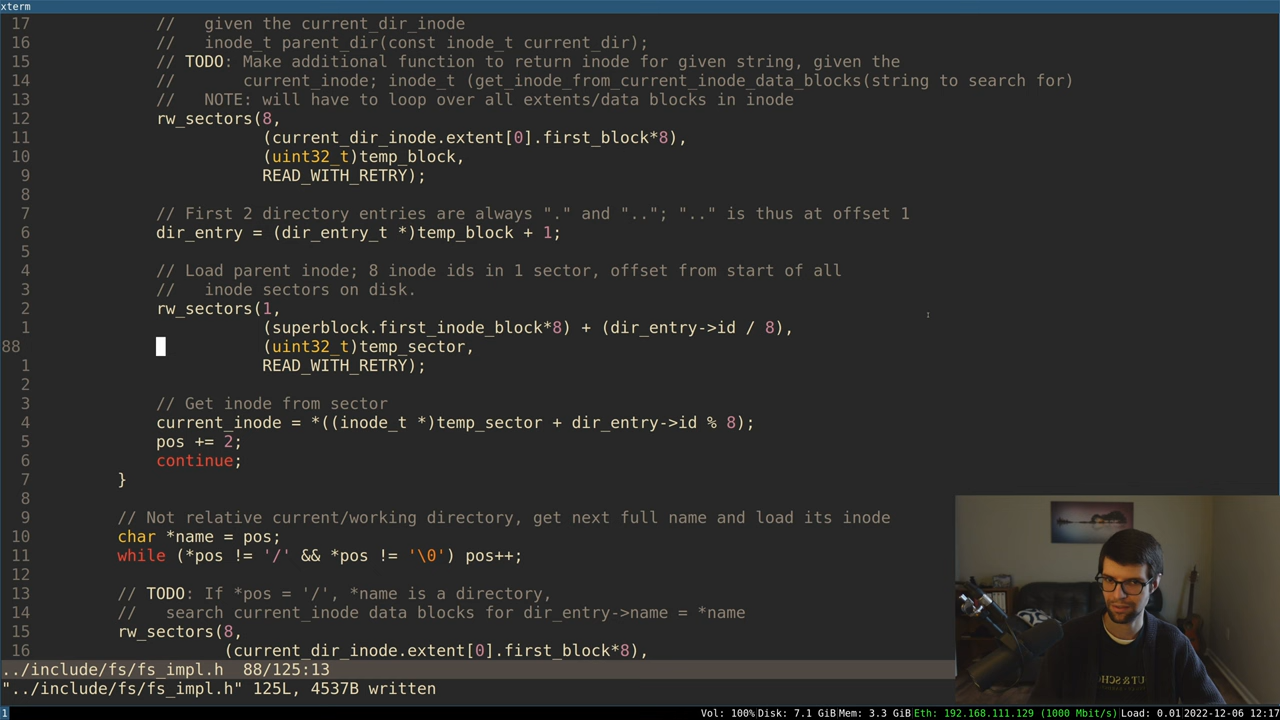 xterm
17 //   given the current_dir_inode
16 //   inode_t parent_dir(const inode_t current_dir);
15 // TODO: Make additional function to return inode for given string, given the
14 //       current_inode; inode_t (get_inode_from_current_inode_data_blocks(string to search for)
13 //   NOTE: will have to loop over all extents/data blocks in inode
12 rw_sectors(8,
11 (current_dir_inode.extent[0].first_block*8),
10 (uint32_t)temp_block,
9 READ_WITH_RETRY);
8
7 // First 2 directory entries are always "." and ".."; ".." is thus at offset 1
6 dir_entry = (dir_entry_t *)temp_block + 1;
5
4 // Load parent inode; 8 inode ids in 1 sector, offset from start of all
3 //   inode sectors on disk.
2 rw_sectors(1,
1 (superblock.first_inode_block*8) + (dir_entry->id / 8),
88 (uint32_t)temp_sector,
1 READ_WITH_RETRY);
2
3 // Get inode from sector
4 current_inode = *((inode_t *)temp_sector + dir_entry->id % 8);
5 pos += 2;
6 continue;
7 }
8
9 // Not relative current/working directory, get next full name and load its inode
10 char *name = pos;
11 while (*pos != '/' && *pos != '\0') pos++;
12
13 // TODO: If *pos = '/', *name is a directory,
14 //   search current_inode data blocks for dir_entry->name = *name
15 rw_sectors(8,
16 (current_dir_inode.extent[0].first_block*8),
../include/fs/fs_impl.h  88/125:13
"../include/fs/fs_impl.h" 125L, 4537B written
1 Vol: 100% Disk: 7.1 GiB Mem: 3.3 GiB Eth: 192.168.111.129 (1000 Mbit/s) Load: 0.01 2022-12-06 12:17